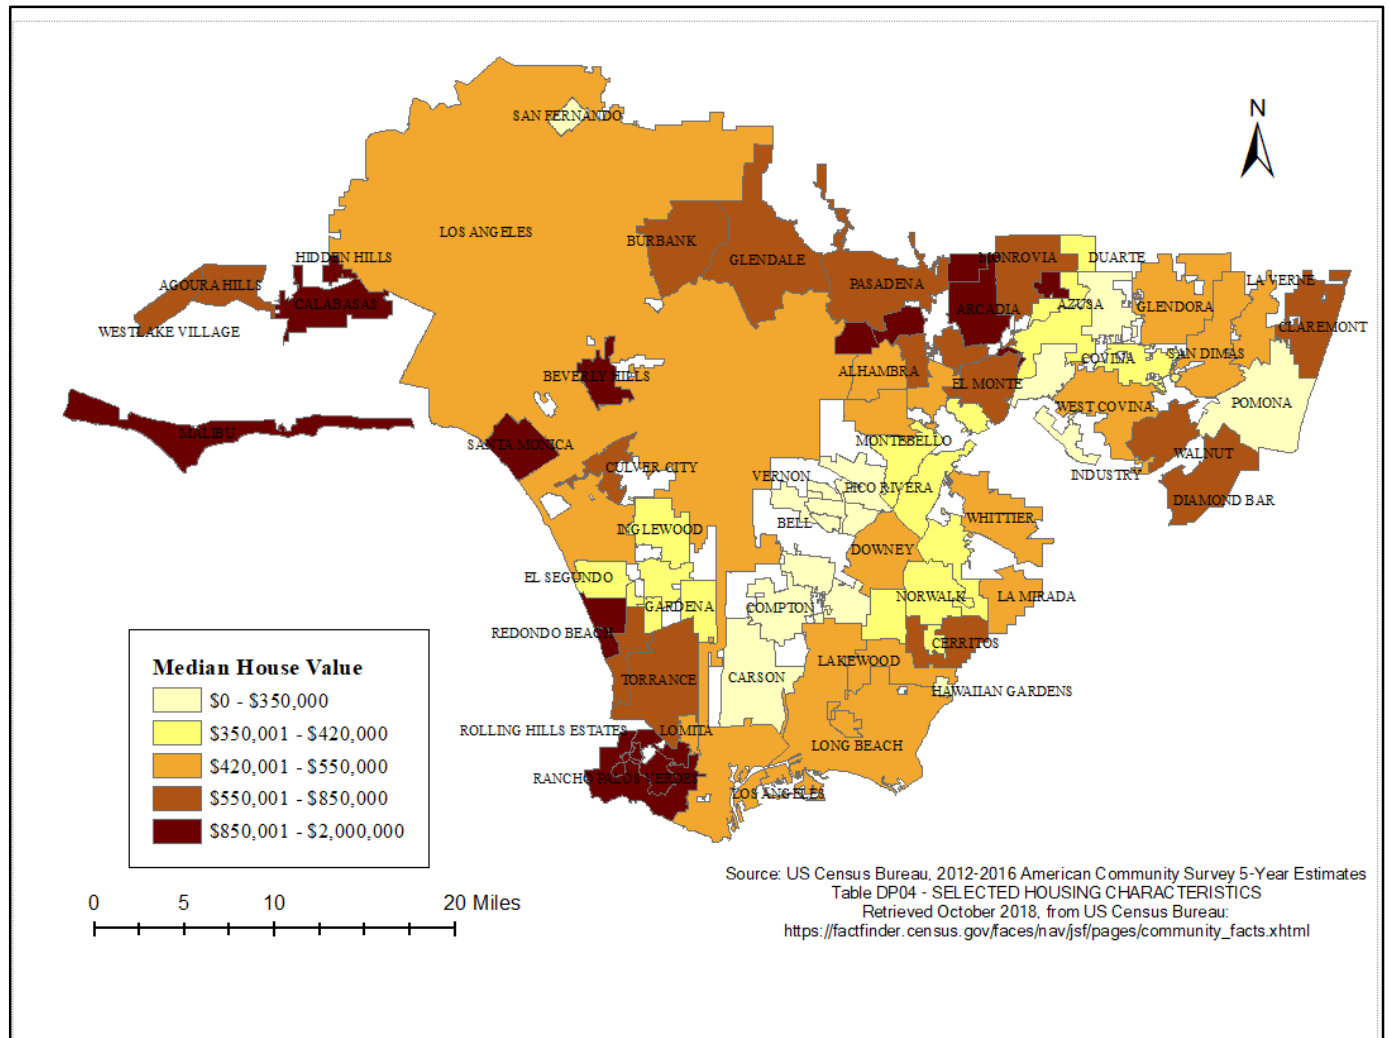 N
SAN FERNANDO
LOS ANGELES
BURBANK
GLENDALE
HIDDEN HILLS
AGOURA HILLS
CALABASAS
WESTLAKE VILLAGE
PASADENA
MONROVIA
DUARTE
LA VERNE
ARCADIA
AZUSA
GLENDORA
CLAREMONT
BEVERLY HILLS
ALHAMBRA
EL MONTE
COVINA
SAN DIMAS
MALIBU
SANTA MONICA
WEST COVINA
POMONA
MONTEBELLO
CULVER CITY
VERNON
PICO RIVERA
INDUSTRY
WALNUT
DIAMOND BAR
INGLEWOOD
BELL
WHITTIER
DOWNEY
EL SEGUNDO
GARDENA
COMPTON
NORWALK
LA MIRADA
REDONDO BEACH
CERRITOS
TORRANCE
CARSON
LAKEWOOD
HAWAIIAN GARDENS
ROLLING HILLS ESTATES
LOMITA
LONG BEACH
RANCHO PALOS VERDES
LOS ANGELES
Median House Value
$0 - $350,000
$350,001 - $420,000
$420,001 - $550,000
$550,001 - $850,000
$850,001 - $2,000,000
0 5 10 20 Miles
Source: US Census Bureau, 2012-2016 American Community Survey 5-Year Estimates
Table DP04 - SELECTED HOUSING CHARACTERISTICS
Retrieved October 2018, from US Census Bureau:
https://factfinder.census.gov/faces/nav/jsf/pages/community_facts.xhtml